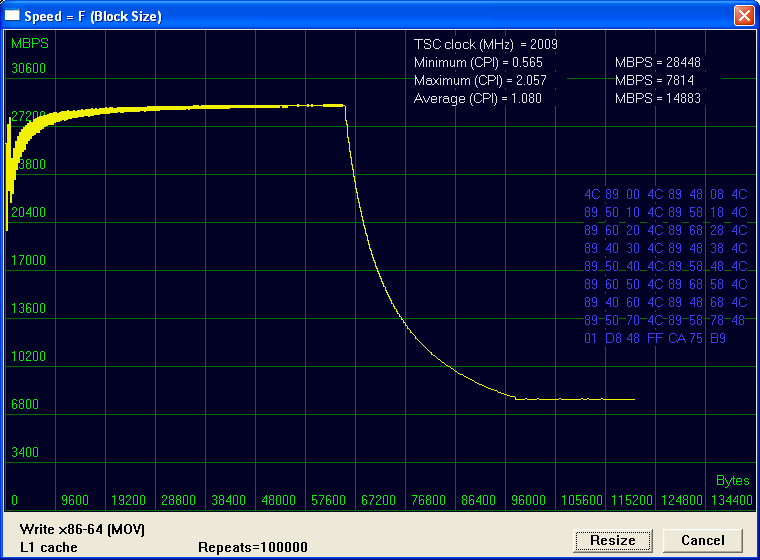 Speed = F (Block Size)
MBPS
30600
27200
23800
20400
17000
13600
10200
6800
3400
TSC clock (MHz) = 2009
Minimum (CPI) = 0.565 MBPS = 28448
Maximum (CPI) = 2.057 MBPS = 7814
Average (CPI) = 1.080 MBPS = 14883
4C 89 00 4C 89 48 08 4C
89 50 10 4C 89 58 18 4C
89 60 20 4C 89 68 28 4C
89 40 30 4C 89 48 38 4C
89 50 40 4C 89 58 48 4C
89 60 50 4C 89 68 58 4C
89 40 60 4C 89 48 68 4C
89 50 70 4C 89 58 78 48
01 D8 48 FF CA 75 B9
Bytes
0 9600 19200 28800 38400 48000 57600 67200 76800 86400 96000 105600 115200 124800 134400
Write x86-64 (MOV)
L1 cache Repeats=100000
Resize Cancel